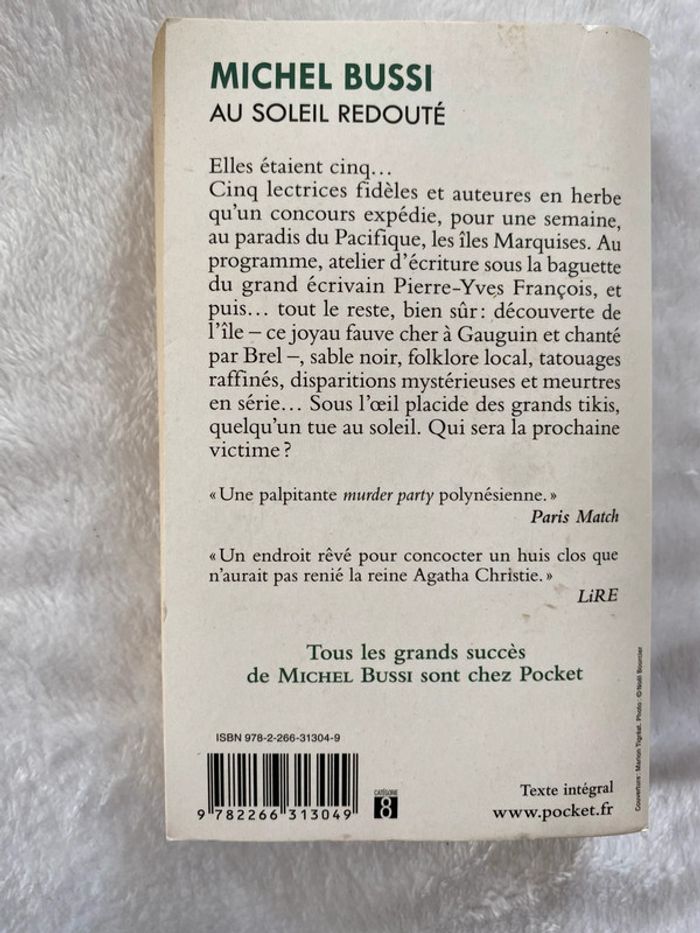 MICHEL BUSSI
AU SOLEIL REDOUTÉ
Elles étaient cinq…
Cinq lectrices fidèles et auteures en herbe
qu'un concours expédie, pour une semaine,
au paradis du Pacifique, les îles Marquises. Au
programme, atelier d'écriture sous la baguette
du grand écrivain Pierre-Yves François, et
puis… tout le reste, bien sûr : découverte de
l'île – ce joyau fauve cher à Gauguin et chanté
par Brel –, sable noir, folklore local, tatouages
raffinés, disparitions mystérieuses et meurtres
en série… Sous l'œil placide des grands tikis,
quelqu'un tue au soleil. Qui sera la prochaine
victime ?
« Une palpitante murder party polynésienne. »
Paris Match
« Un endroit rêvé pour concocter un huis clos que
n'aurait pas renié la reine Agatha Christie. »
LiRE
Tous les grands succès
de MICHEL BUSSI sont chez Pocket
ISBN 978-2-266-31304-9
9 782266 313049
CATÉGORIE
8
Texte intégral
www.pocket.fr
Couverture : Marion Tigréat. Photo : © Noël Bourcier